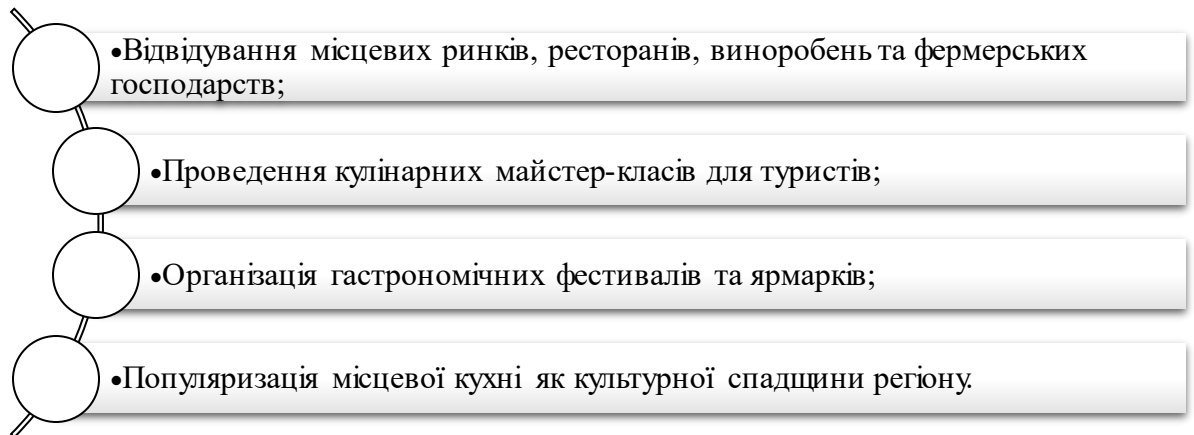 •Відвідування місцевих ринків, ресторанів, виноробень та фермерських
господарств;
•Проведення кулінарних майстер-класів для туристів;
•Організація гастрономічних фестивалів та ярмарків;
•Популяризація місцевої кухні як культурної спадщини регіону.